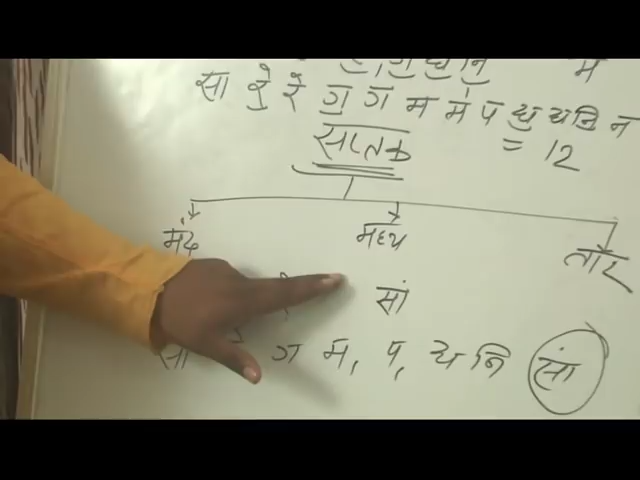 सा रे॒ रे ग॒ ग म म॑ प ध॒ ध नि॒ न
= 12
सप्तक
मंद्र मध्य तार
सां
सा ग म, प, ध नि सां